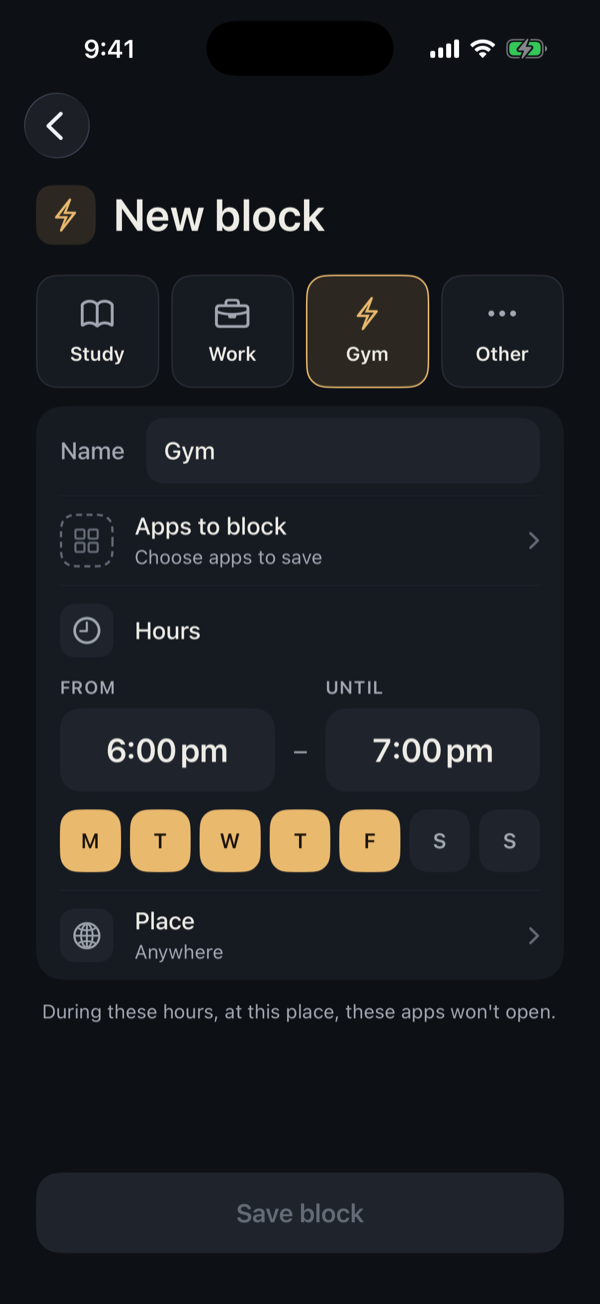 9:41
New block
Study
Work
Gym
Other
Name
Gym
Apps to block
Choose apps to save
Hours
FROM
UNTIL
6:00 pm
–
7:00 pm
M T W T F S S
Place
Anywhere
During these hours, at this place, these apps won't open.
Save block